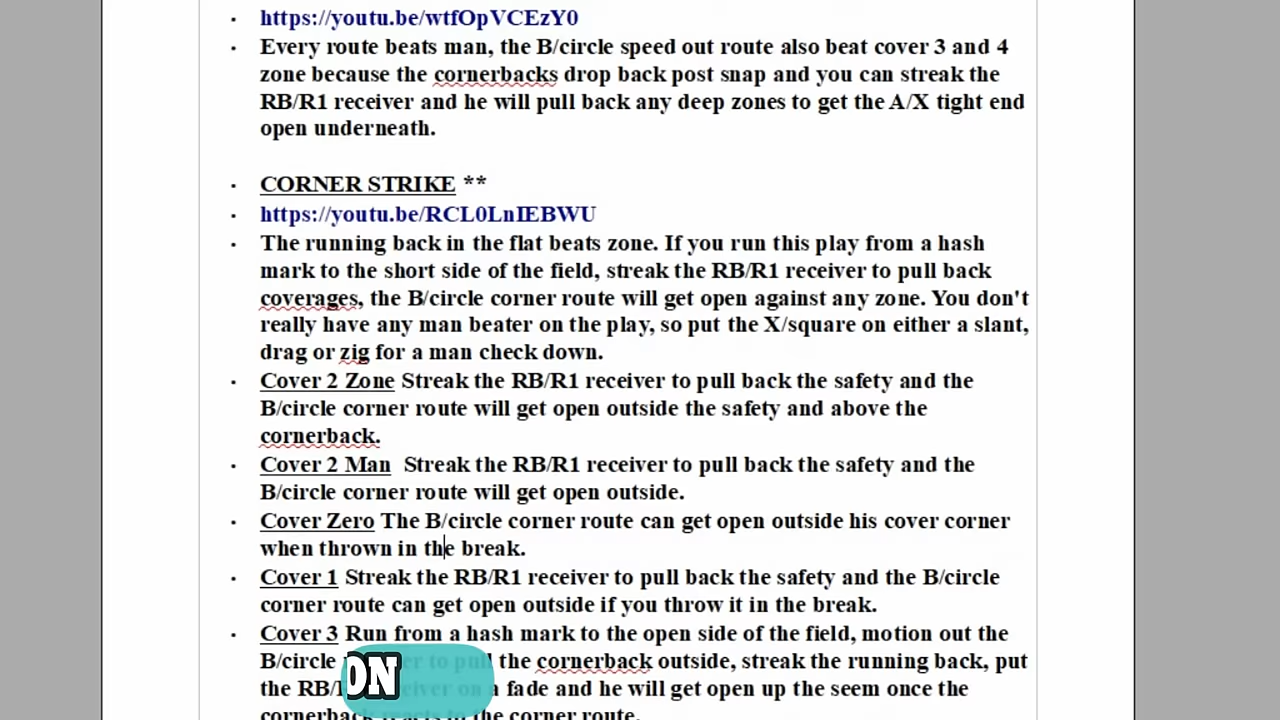 https://youtu.be/wtfOpVCEzY0
Every route beats man, the B/circle speed out route also beat cover 3 and 4
zone because the cornerbacks drop back post snap and you can streak the
RB/R1 receiver and he will pull back any deep zones to get the A/X tight end
open underneath.
CORNER STRIKE **
https://youtu.be/RCL0LnIEBWU
The running back in the flat beats zone. If you run this play from a hash
mark to the short side of the field, streak the RB/R1 receiver to pull back
coverages, the B/circle corner route will get open against any zone. You don't
really have any man beater on the play, so put the X/square on either a slant,
drag or zig for a man check down.
Cover 2 Zone Streak the RB/R1 receiver to pull back the safety and the
B/circle corner route will get open outside the safety and above the
cornerback.
Cover 2 Man Streak the RB/R1 receiver to pull back the safety and the
B/circle corner route will get open outside.
Cover Zero The B/circle corner route can get open outside his cover corner
when thrown in the break.
Cover 1 Streak the RB/R1 receiver to pull back the safety and the B/circle
corner route can get open outside if you throw it in the break.
Cover 3 Run from a hash mark to the open side of the field, motion out the
B/circle to pull the cornerback outside, streak the running back, put
the on a fade and he will get open up the seem once the
cornerback reacts to the corner route.
ON